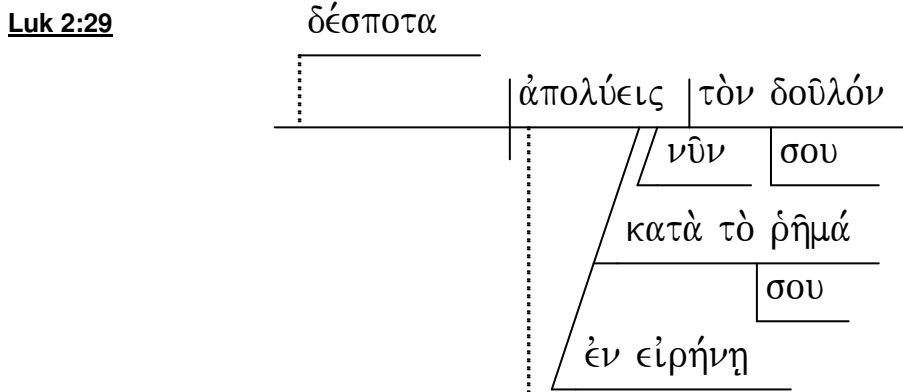 Luk 2:29
δέσποτα
ἀπολύεις τὸν δοῦλόν
νῦν σου
κατὰ τὸ ῥῆμά
σου
ἐν εἰρήνῃ